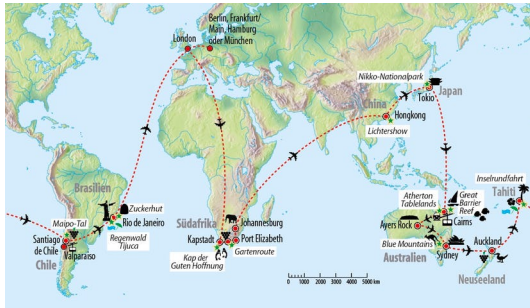 Berlin, Frankfurt/
Main, Hamburg
oder München
London
Nikko-Nationalpark
Tokio
Japan
China
Hongkong
Lichtershow
Inselrundfahrt
Tahiti
Brasilien
Zuckerhut
Maipo-Tal
Rio de Janeiro
Santiago
de Chile
Valparaiso
Chile
Regenwald
Tijuca
Südafrika
Johannesburg
Kapstadt
Port Elizabeth
Gartenroute
Kap der
Guten Hoffnung
Atherton
Tablelands
Great
Barrier
Reef
Cairns
Ayers Rock
Blue Mountains
Sydney
Australien
Auckland
Neuseeland
0 1000 2000 3000 4000 5000 km